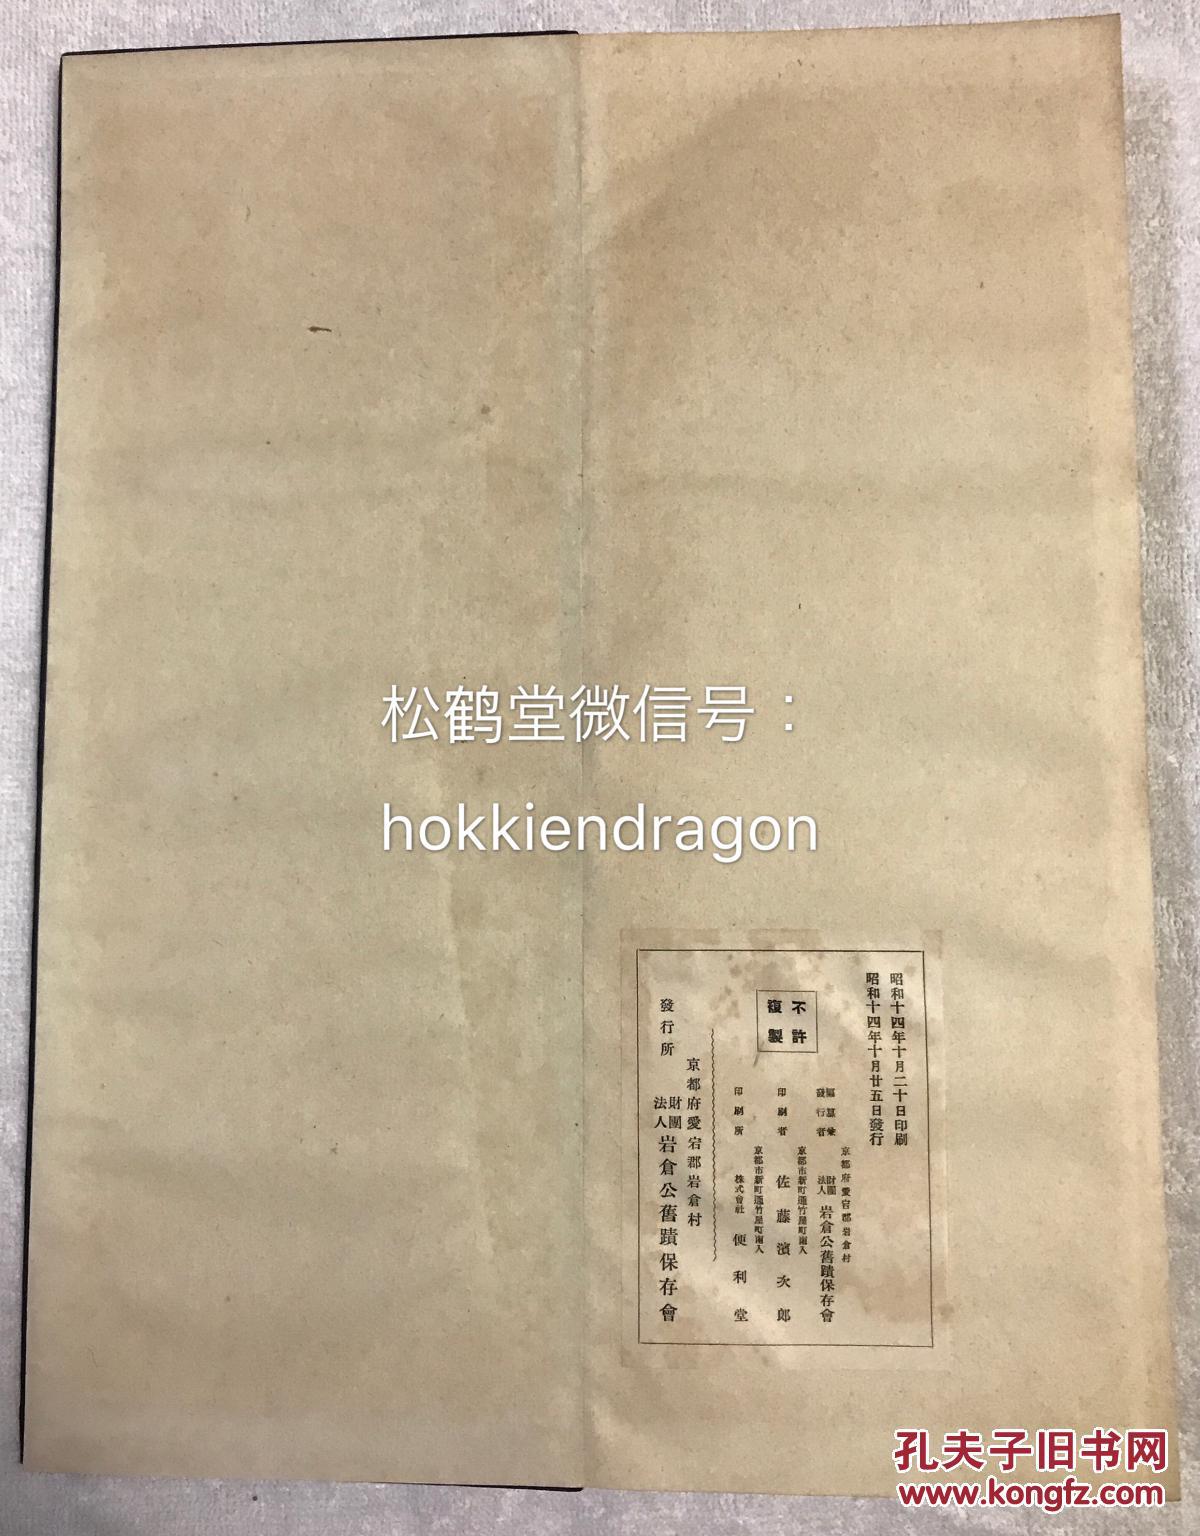 松鹤堂微信号：
hokkiendragon
昭和十四年十月二十日印刷
昭和十四年十月廿五日發行
不許
複製
編纂兼
發行者
京都府愛宕郡岩倉村
財團
法人
岩倉公舊蹟保存會
印刷者
京都市新町通竹屋町南入
佐藤濱次郎
印刷所
京都市新町通竹屋町南入
株式會社
便利堂
京都府愛宕郡岩倉村
發行所
財團
法人
岩倉公舊蹟保存會
孔夫子旧书网
www.kongfz.com